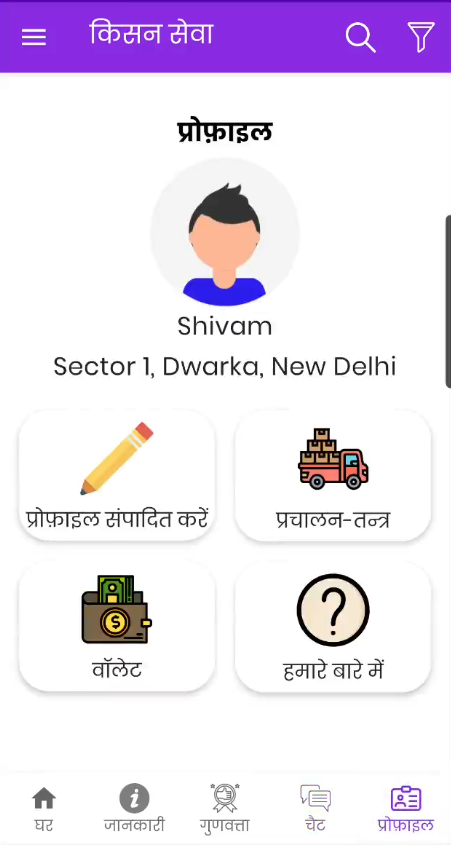 किसन सेवा
प्रोफ़ाइल
Shivam
Sector 1, Dwarka, New Delhi
प्रोफ़ाइल संपादित करें
प्रचालन-तन्त्र
$
वॉलेट
?
हमारे बारे में
घर
जानकारी
गुणवत्ता
चैट
प्रोफ़ाइल